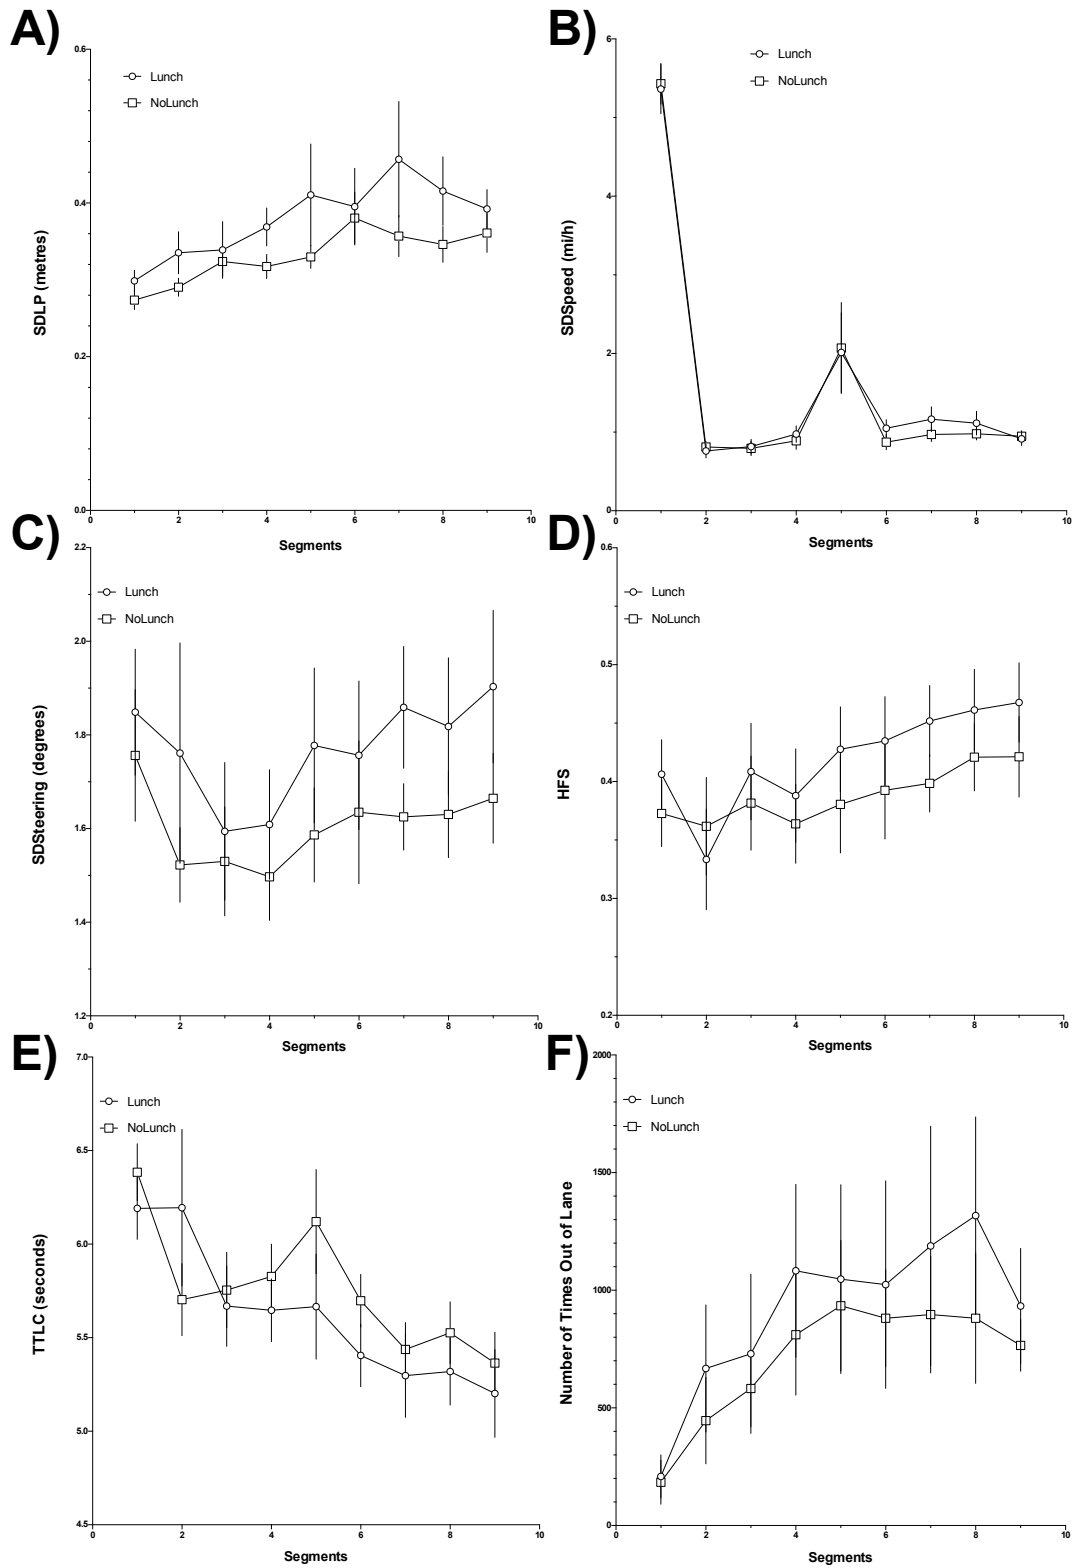 A)
0.6
Lunch
NoLunch
0.4
SDLP (metres)
0.2
0.0
0 2 4 6 8 10
Segments
B)
6
Lunch
NoLunch
4
SDSpeed (mi/h)
2
0
0 2 4 6 8 10
Segments
C)
2.2
Lunch
NoLunch
2.0
1.8
SDSteering (degrees)
1.6
1.4
1.2
0 2 4 6 8 10
Segments
D)
0.6
Lunch
NoLunch
0.5
HFS
0.4
0.3
0.2
0 2 4 6 8 10
Segments
E)
7.0
Lunch
NoLunch
6.5
6.0
TTLC (seconds)
5.5
5.0
4.5
0 2 4 6 8 10
Segments
F)
2000
Lunch
NoLunch
1500
Number of Times Out of Lane
1000
500
0
0 2 4 6 8 10
Segments